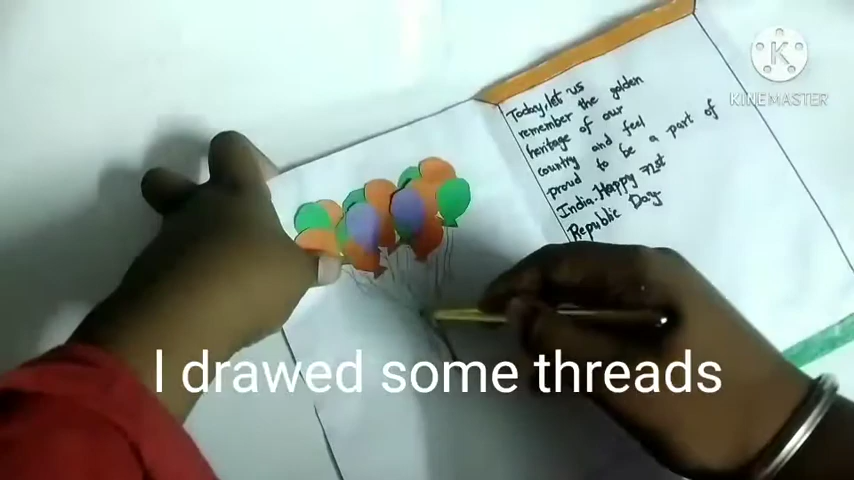 Today, let us
remember the golden
heritage of our
country and feel
proud to be a part of
India. Happy 71st
Republic Day
KINEMASTER
I drawed some threads